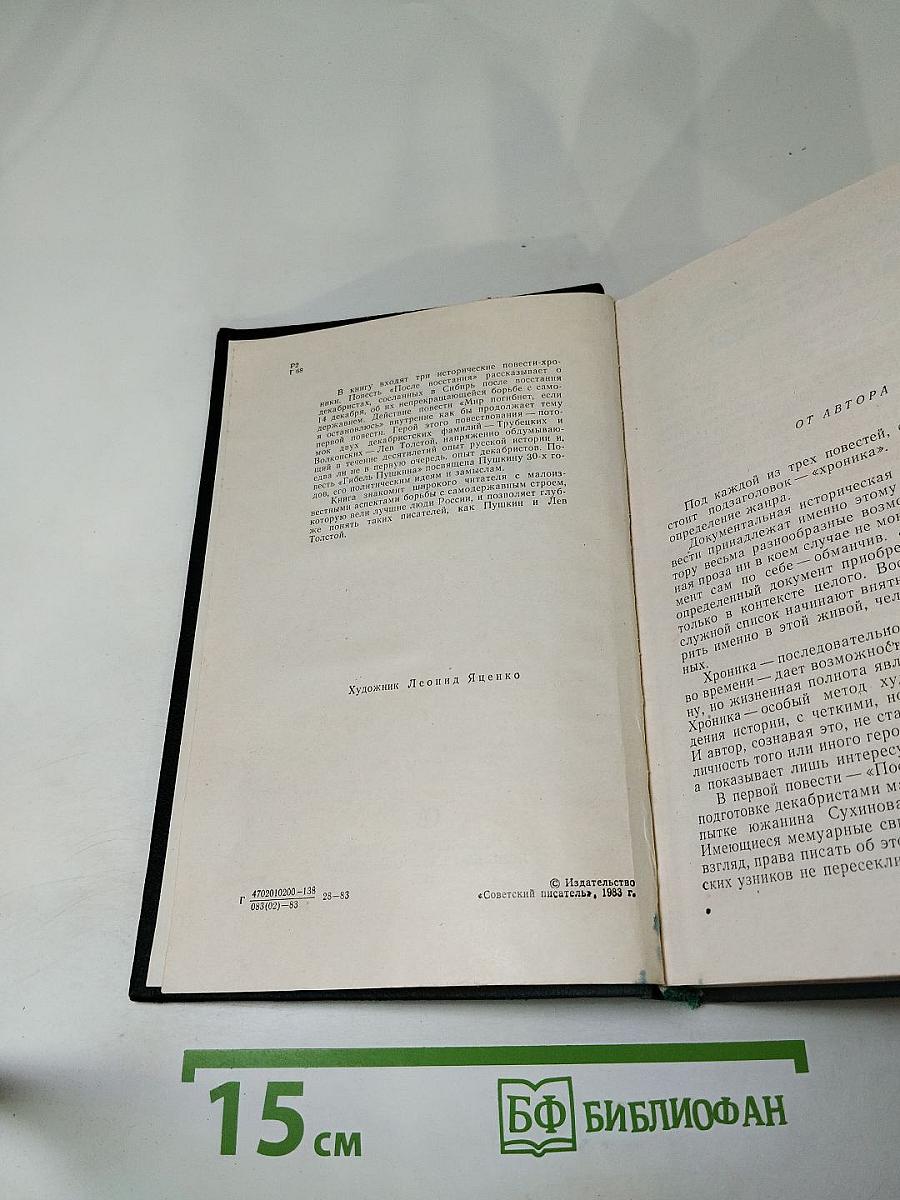 Р2
Г 68
В книгу входят три исторические повести-хро-
ники. Повесть «После восстания» рассказывает о
декабристах, сосланных в Сибирь после восстания
14 декабря, об их непрекращающейся борьбе с само-
державием. Действие повести «Мир погибнет, если
я остановлюсь» внутренне как бы продолжает тему
первой повести. Герой этого повествования — пото-
мок двух декабристских фамилий — Трубецких и
Волконских — Лев Толстой, напряженно обдумываю-
щий в течение десятилетий опыт русской истории и,
едва ли не в первую очередь, опыт декабристов. По-
весть «Гибель Пушкина» посвящена Пушкину 30-х го-
дов, его политическим идеям и замыслам.
Книга знакомит широкого читателя с малоиз-
вестными аспектами борьбы с самодержавным строем,
которую вели лучшие люди России, и позволяет глуб-
же понять таких писателей, как Пушкин и Лев
Толстой.
Художник Леонид Яценко
Г 4702010200—138
083(02)—83 28—83
© Издательство
«Советский писатель», 1983 г.
ОТ АВТОРА
Под каждой из трех повестей,
стоит подзаголовок — «хроника».
определение жанра.
Документальная историческая
вести принадлежат именно этому
тору весьма разнообразные возмо
ная проза ни в коем случае не мо
мент сам по себе — обманчив.
определенный документ приобре
только в контексте целого. Вос
служной список начинают внят
рить именно в этой живой, чел
ных.
Хроника — последовательно
во времени — дает возможност
ну, но жизненная полнота явл
Хроника — особый метод ху
дения истории, с четкими, но
И автор, сознавая это, не ста
личность того или иного геро
а показывает лишь интересу
В первой повести — «Пос
подготовке декабристами м
пытке южанина Сухинова
Имеющиеся мемуарные сви
взгляд, права писать об это
ских узников не пересекли
15 см
БФ БИБЛИОФАН